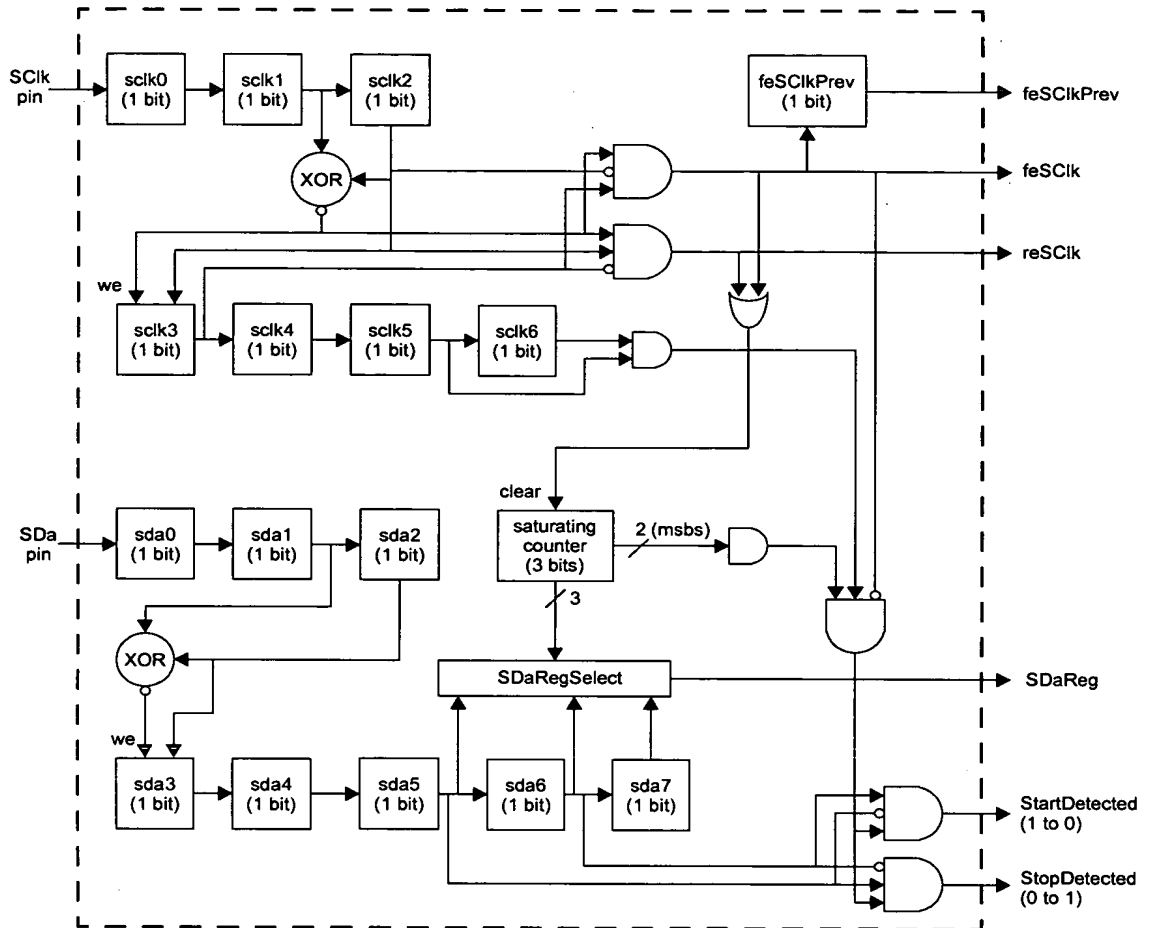 SClk
pin
sclk0
(1 bit)
sclk1
(1 bit)
sclk2
(1 bit)
feSClkPrev
(1 bit)
feSClkPrev
XOR
feSClk
reSClk
we
sclk3
(1 bit)
sclk4
(1 bit)
sclk5
(1 bit)
sclk6
(1 bit)
clear
SDa
pin
sda0
(1 bit)
sda1
(1 bit)
sda2
(1 bit)
saturating
counter
(3 bits)
2 (msbs)
3
XOR
SDaRegSelect
SDaReg
we
sda3
(1 bit)
sda4
(1 bit)
sda5
(1 bit)
sda6
(1 bit)
sda7
(1 bit)
StartDetected
(1 to 0)
StopDetected
(0 to 1)